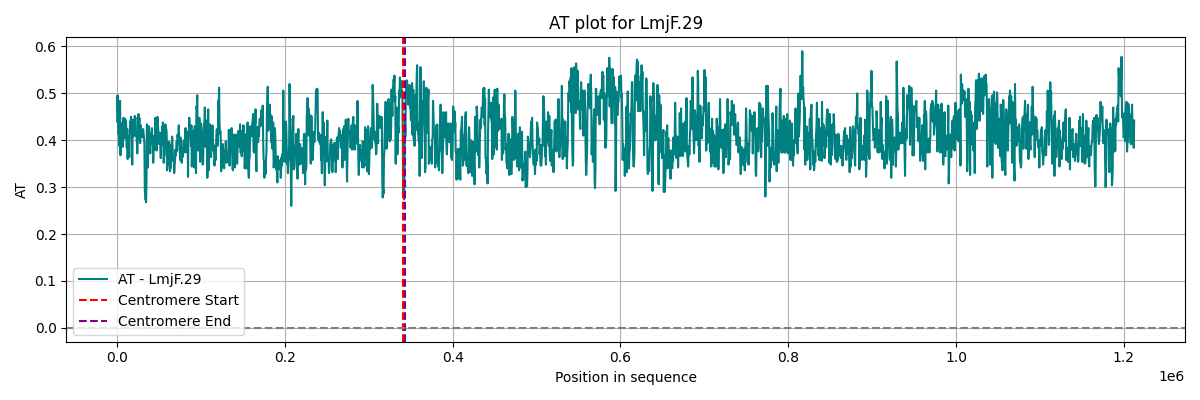 AT plot for LmjF.29
AT
0.6
0.5
0.4
0.3
0.2
0.1
0.0
AT - LmjF.29
Centromere Start
Centromere End
0.0 0.2 0.4 0.6 0.8 1.0 1.2
1e6
Position in sequence